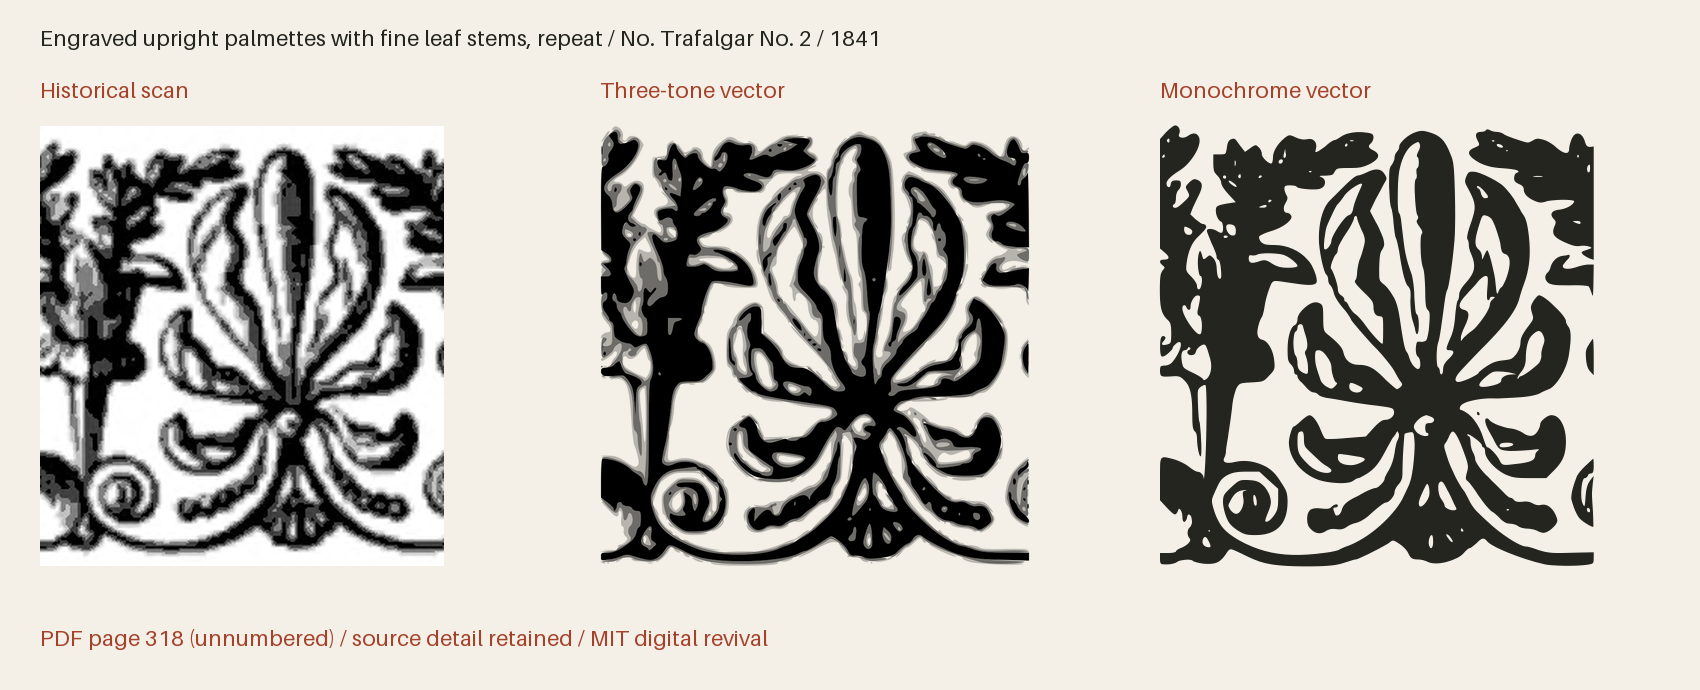 Engraved upright palmettes with fine leaf stems, repeat / No. Trafalgar No. 2 / 1841
Historical scan
Three-tone vector
Monochrome vector
PDF page 318 (unnumbered) / source detail retained / MIT digital revival